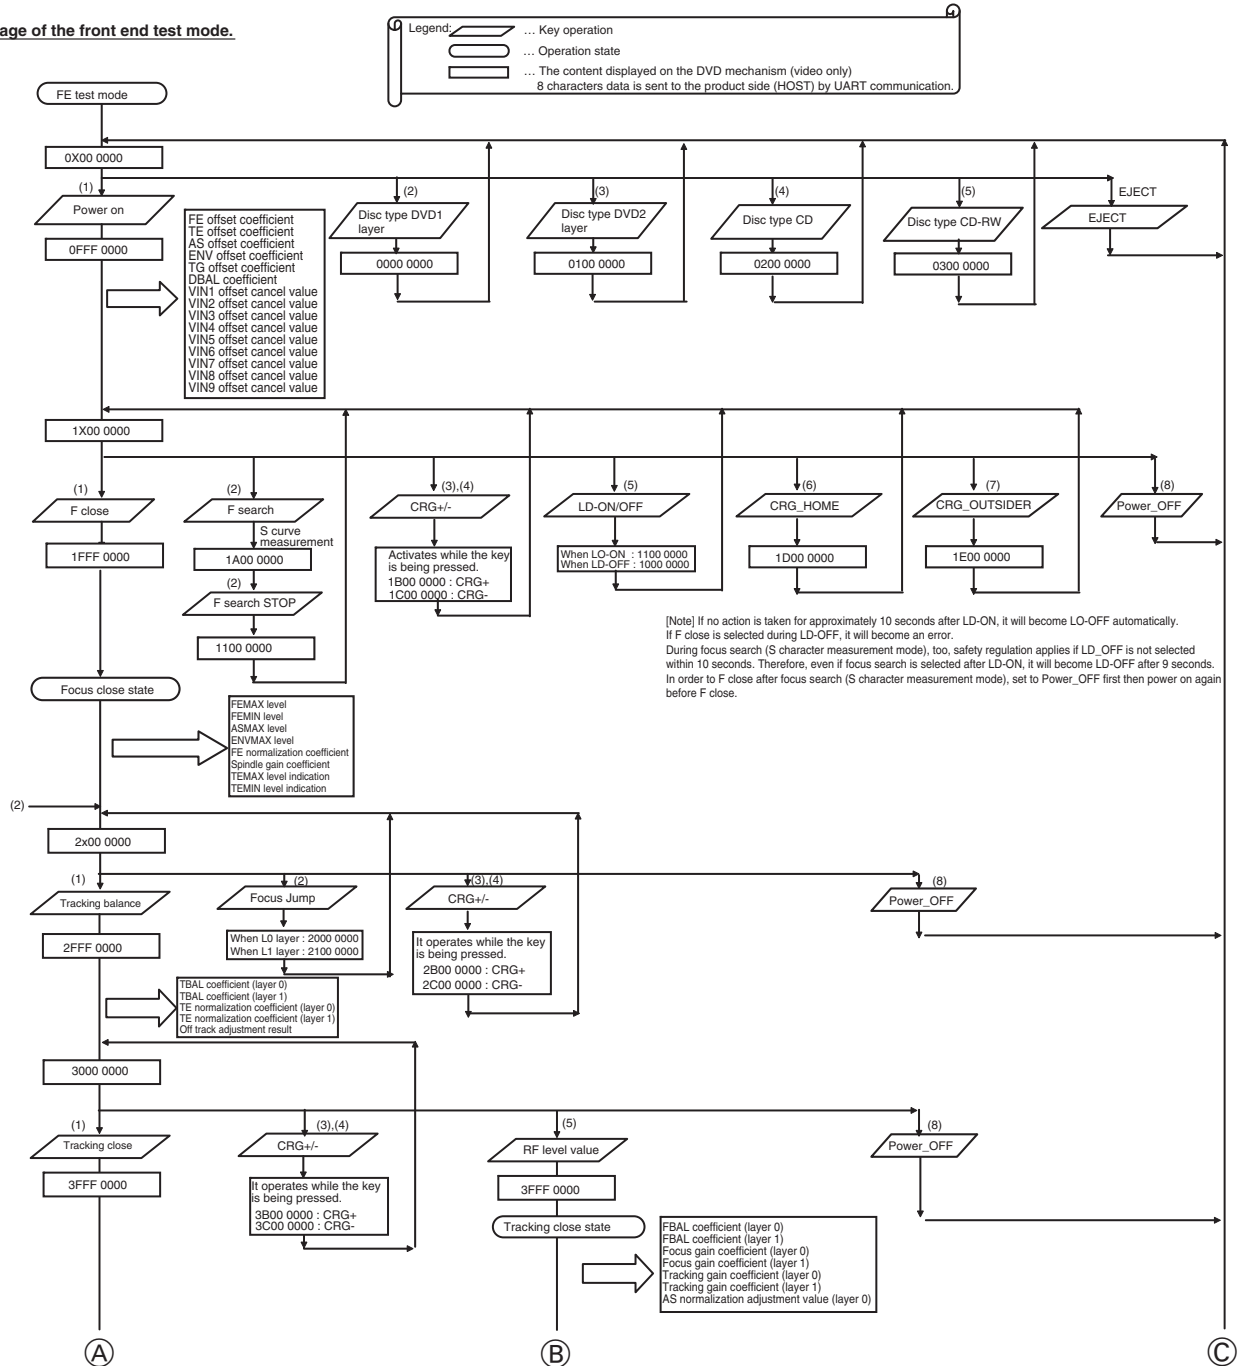 age of the front end test mode.
Legend:
... Key operation
... Operation state
... The content displayed on the DVD mechanism (video only)
8 characters data is sent to the product side (HOST) by UART communication.
FE test mode
0X00 0000
(1)
Power on
0FFF 0000
FE offset coefficient
TE offset coefficient
AS offset coefficient
ENV offset coefficient
TG offset coefficient
DBAL coefficient
VIN1 offset cancel value
VIN2 offset cancel value
VIN3 offset cancel value
VIN4 offset cancel value
VIN5 offset cancel value
VIN6 offset cancel value
VIN7 offset cancel value
VIN8 offset cancel value
VIN9 offset cancel value
(2)
Disc type DVD1
layer
0000 0000
(3)
Disc type DVD2
layer
0100 0000
(4)
Disc type CD
0200 0000
(5)
Disc type CD-RW
0300 0000
EJECT
EJECT
1X00 0000
(1)
F close
1FFF 0000
(2)
F search
S curve
measurement
1A00 0000
(2)
F search STOP
1100 0000
(3),(4)
CRG+/-
Activates while the key
is being pressed.
1B00 0000 : CRG+
1C00 0000 : CRG-
(5)
LD-ON/OFF
When LO-ON : 1100 0000
When LD-OFF : 1000 0000
(6)
CRG_HOME
1D00 0000
(7)
CRG_OUTSIDER
1E00 0000
(8)
Power_OFF
[Note] If no action is taken for approximately 10 seconds after LD-ON, it will become LO-OFF automatically.
If F close is selected during LD-OFF, it will become an error.
During focus search (S character measurement mode), too, safety regulation applies if LD_OFF is not selected
within 10 seconds. Therefore, even if focus search is selected after LD-ON, it will become LD-OFF after 9 seconds.
In order to F close after focus search (S character measurement mode), set to Power_OFF first then power on again
before F close.
Focus close state
FEMAX level
FEMIN level
ASMAX level
ENVMAX level
FE normalization coefficient
Spindle gain coefficient
TEMAX level indication
TEMIN level indication
(2)
2x00 0000
(1)
Tracking balance
2FFF 0000
(2)
Focus Jump
When L0 layer : 2000 0000
When L1 layer : 2100 0000
(3),(4)
CRG+/-
It operates while the key
is being pressed.
2B00 0000 : CRG+
2C00 0000 : CRG-
(8)
Power_OFF
TBAL coefficient (layer 0)
TBAL coefficient (layer 1)
TE normalization coefficient (layer 0)
TE normalization coefficient (layer 1)
Off track adjustment result
3000 0000
(1)
Tracking close
3FFF 0000
(3),(4)
CRG+/-
It operates while the key
is being pressed.
3B00 0000 : CRG+
3C00 0000 : CRG-
(5)
RF level value
3FFF 0000
Tracking close state
(8)
Power_OFF
FBAL coefficient (layer 0)
FBAL coefficient (layer 1)
Focus gain coefficient (layer 0)
Focus gain coefficient (layer 1)
Tracking gain coefficient (layer 0)
Tracking gain coefficient (layer 1)
AS normalization adjustment value (layer 0)
A
B
C